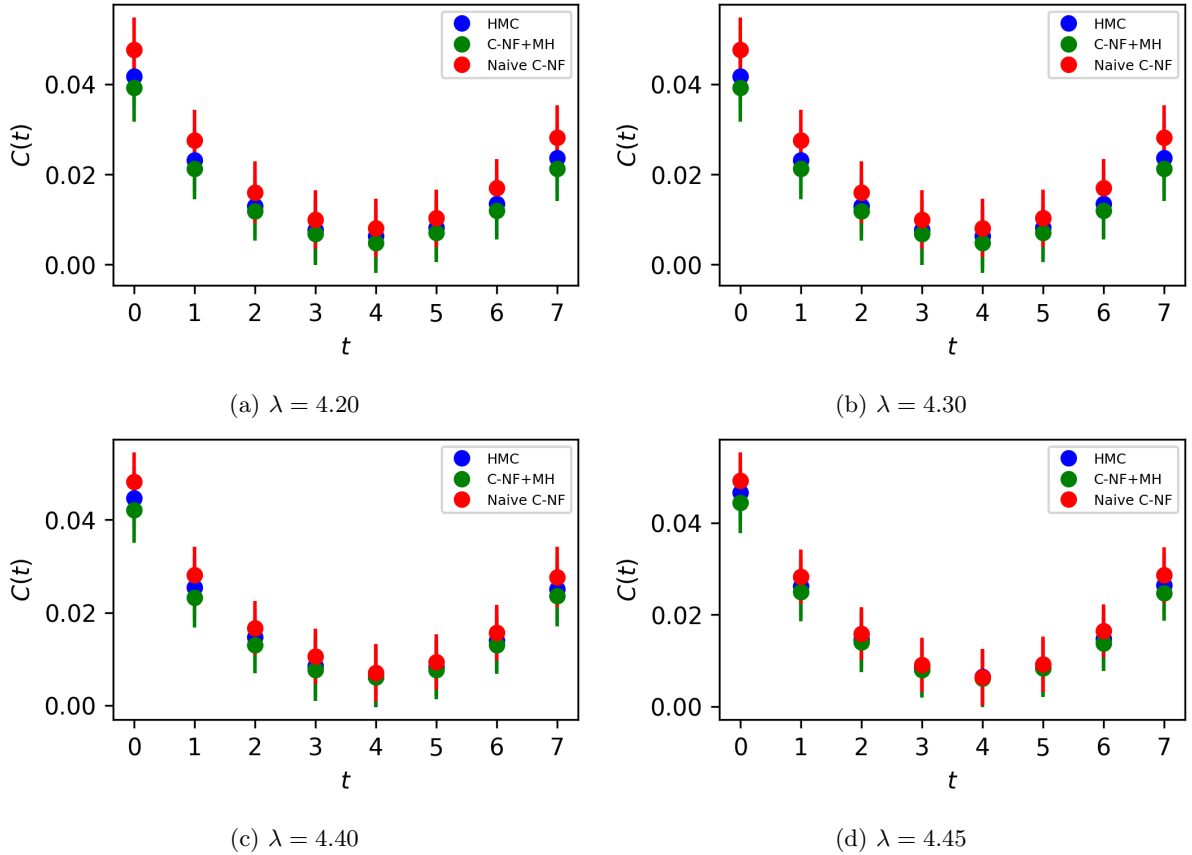 HMC
C-NF+MH
Naive C-NF
C(t)
0.04
0.02
0.00
0 1 2 3 4 5 6 7
t
(a) λ = 4.20
HMC
C-NF+MH
Naive C-NF
C(t)
0.04
0.02
0.00
0 1 2 3 4 5 6 7
t
(b) λ = 4.30
HMC
C-NF+MH
Naive C-NF
C(t)
0.04
0.02
0.00
0 1 2 3 4 5 6 7
t
(c) λ = 4.40
HMC
C-NF+MH
Naive C-NF
C(t)
0.04
0.02
0.00
0 1 2 3 4 5 6 7
t
(d) λ = 4.45